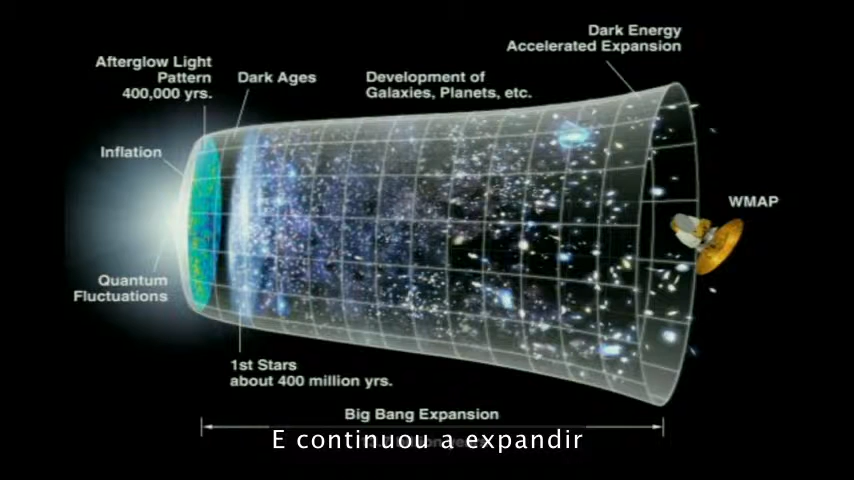 Dark Energy
Accelerated Expansion
Afterglow Light
Pattern
400,000 yrs.
Dark Ages
Development of
Galaxies, Planets, etc.
Inflation
WMAP
Quantum
Fluctuations
1st Stars
about 400 million yrs.
Big Bang Expansion
E continuou a expandir